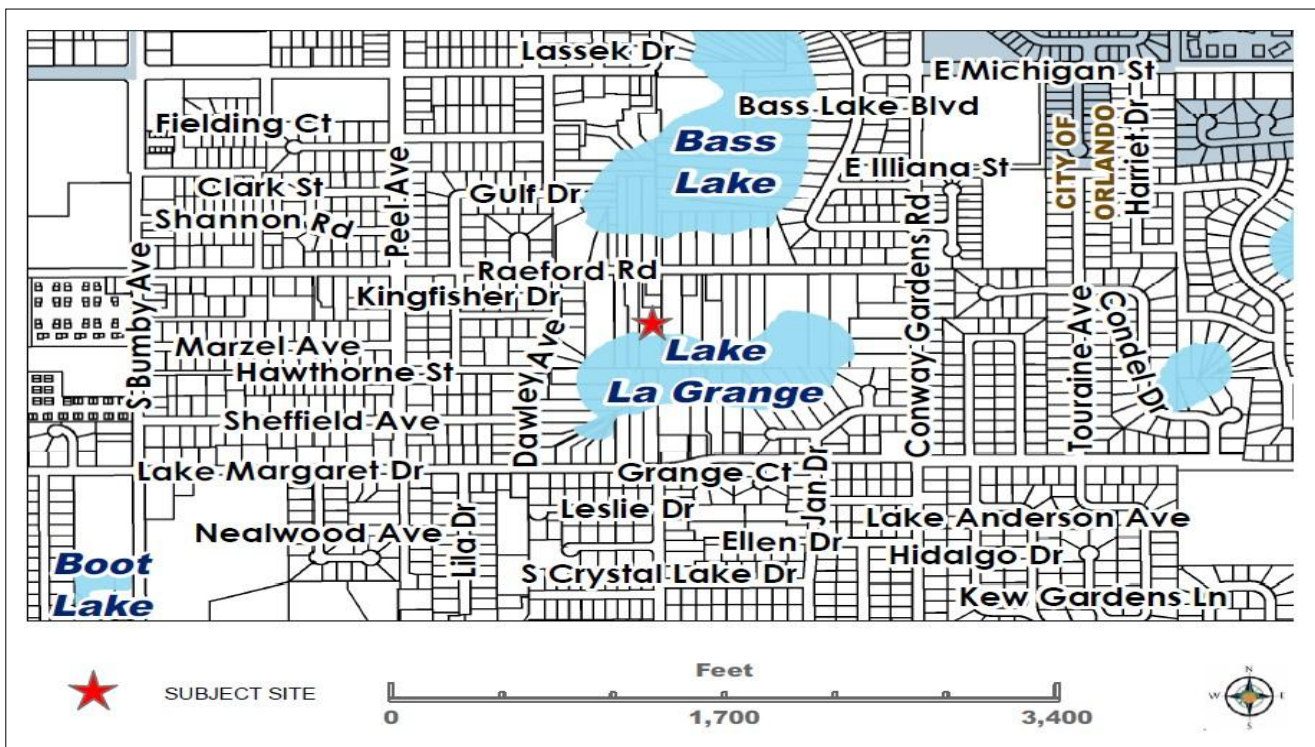 Lassek Dr
E Michigan St
Bass Lake Blvd
Fielding Ct
Bass
Lake
CITY OF
ORLANDO
Harriet Dr
E Illiana St
Peel Ave
Clark St
Gulf Dr
Shannon Rd
S Bumby Ave
Conway Gardens Rd
Raeford Rd
Kingfisher Dr
Touraine Ave
Condel Dr
Marzel Ave
Dawley Ave
Lake
La Grange
Hawthorne St
Sheffield Ave
Lake Margaret Dr
Grange Ct
Jan Dr
Leslie Dr
Lake Anderson Ave
Nealwood Ave
Lila Dr
Ellen Dr
Hidalgo Dr
Boot
Lake
S Crystal Lake Dr
Kew Gardens Ln
SUBJECT SITE
Feet
0 1,700 3,400
N
W E
S